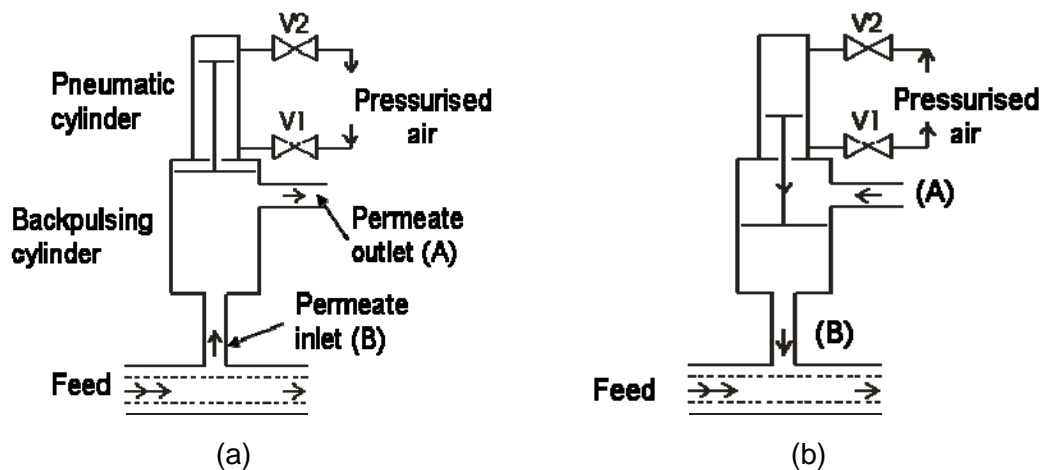 V2
Pneumatic
cylinder
Pressurised
air
V1
Backpulsing
cylinder
Permeate
outlet (A)
Permeate
inlet (B)
Feed
(a)
V2
Pressurised
air
V1
(A)
(B)
Feed
(b)